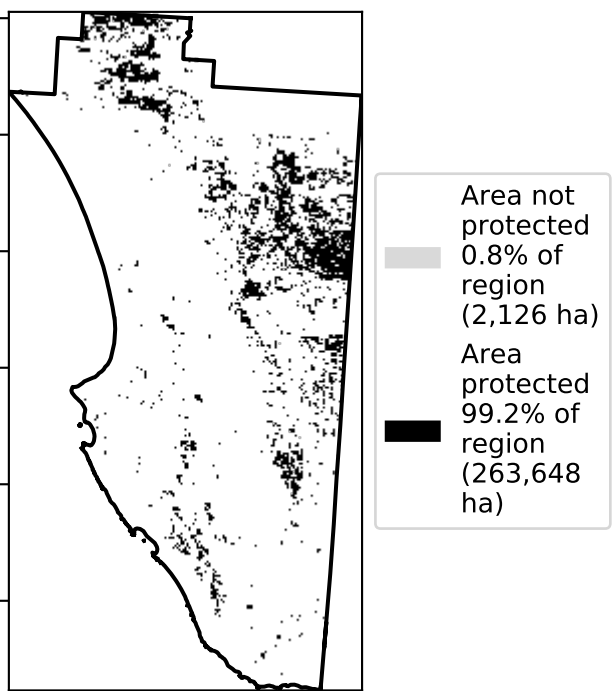 Area not
protected
0.8% of
region
(2,126 ha)
Area
protected
99.2% of
region
(263,648
ha)